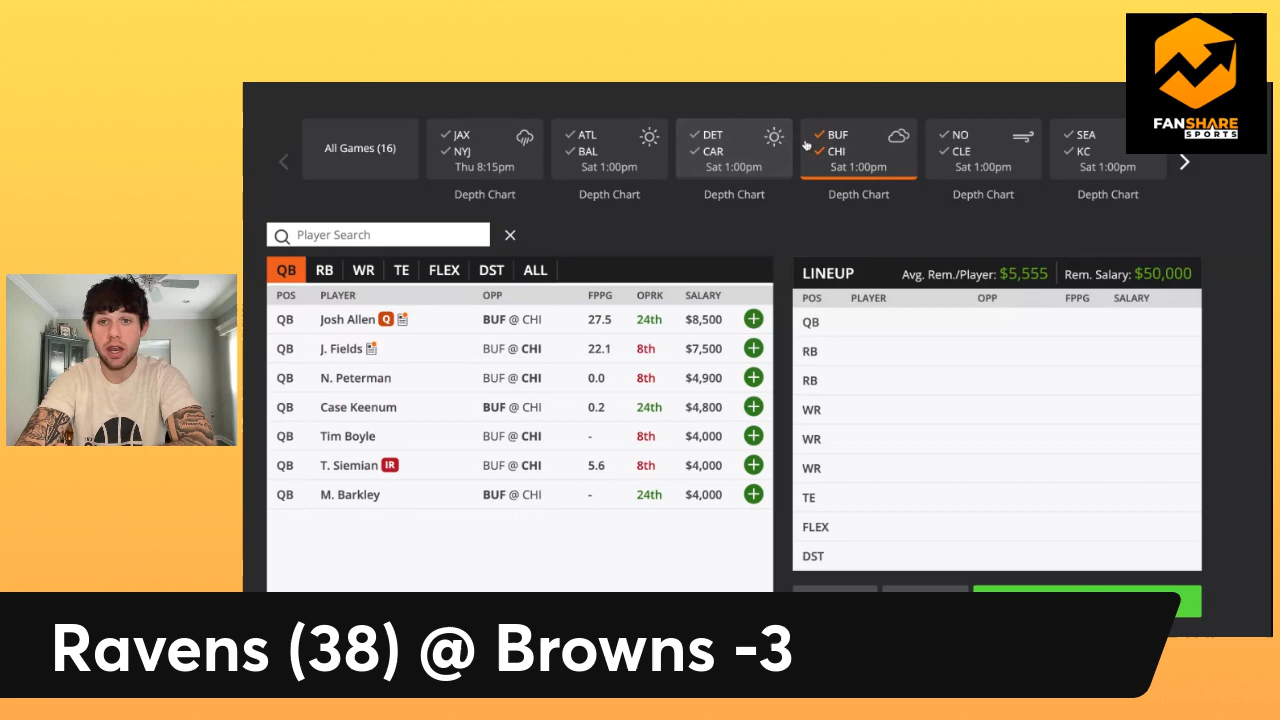 FANSHARE
SPORTS
All Games (16)
JAX
NYJ
Thu 8:15pm
Depth Chart
ATL
BAL
Sat 1:00pm
Depth Chart
DET
CAR
Sat 1:00pm
Depth Chart
BUF
CHI
Sat 1:00pm
Depth Chart
NO
CLE
Sat 1:00pm
Depth Chart
SEA
KC
Sat 1:00pm
Depth Chart
Player Search
QB RB WR TE FLEX DST ALL
POS PLAYER OPP FPPG OPRK SALARY
QB Josh Allen Q BUF @ CHI 27.5 24th $8,500
QB J. Fields BUF @ CHI 22.1 8th $7,500
QB N. Peterman BUF @ CHI 0.0 8th $4,900
QB Case Keenum BUF @ CHI 0.2 24th $4,800
QB Tim Boyle BUF @ CHI - 8th $4,000
QB T. Siemian IR BUF @ CHI 5.6 8th $4,000
QB M. Barkley BUF @ CHI - 24th $4,000
LINEUP Avg. Rem./Player: $5,555 Rem. Salary: $50,000
POS PLAYER OPP FPPG SALARY
QB
RB
RB
WR
WR
WR
TE
FLEX
DST
Ravens (38) @ Browns -3